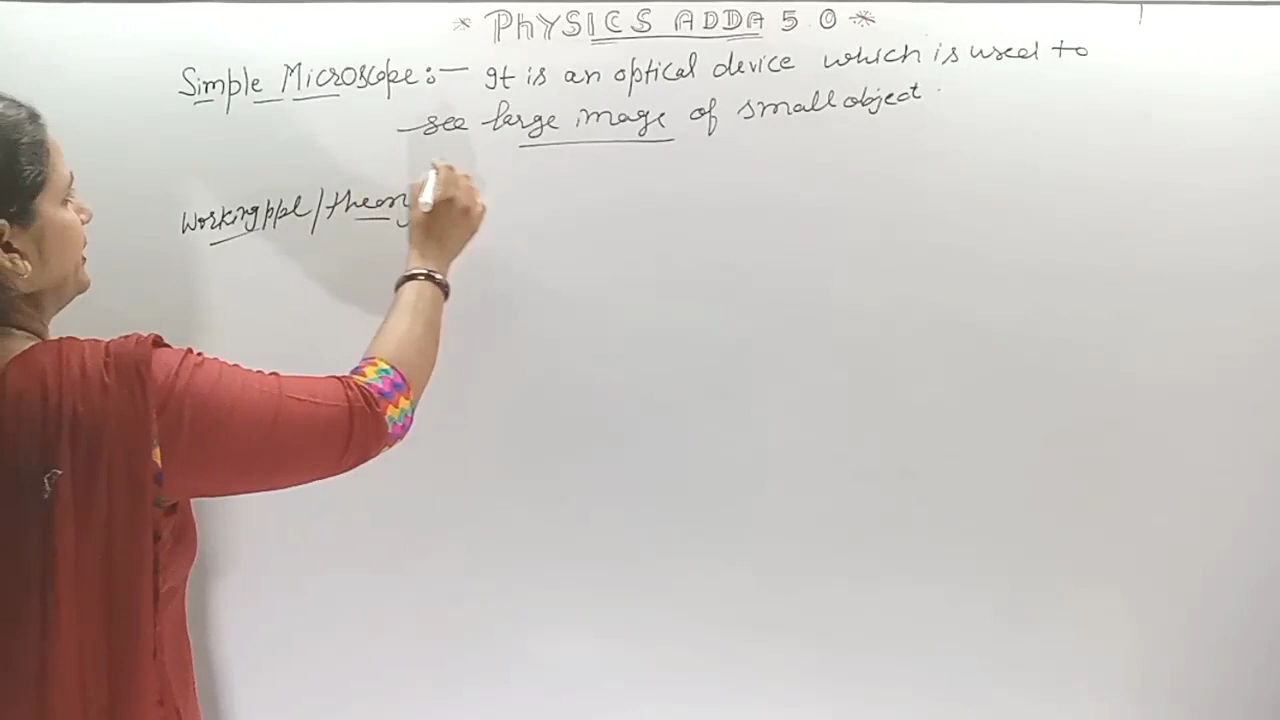 * PhYSICS ADDA 5.0 *
Simple Microscope:- It is an optical device which is used to
see large image of small object.
Working ppl/theory